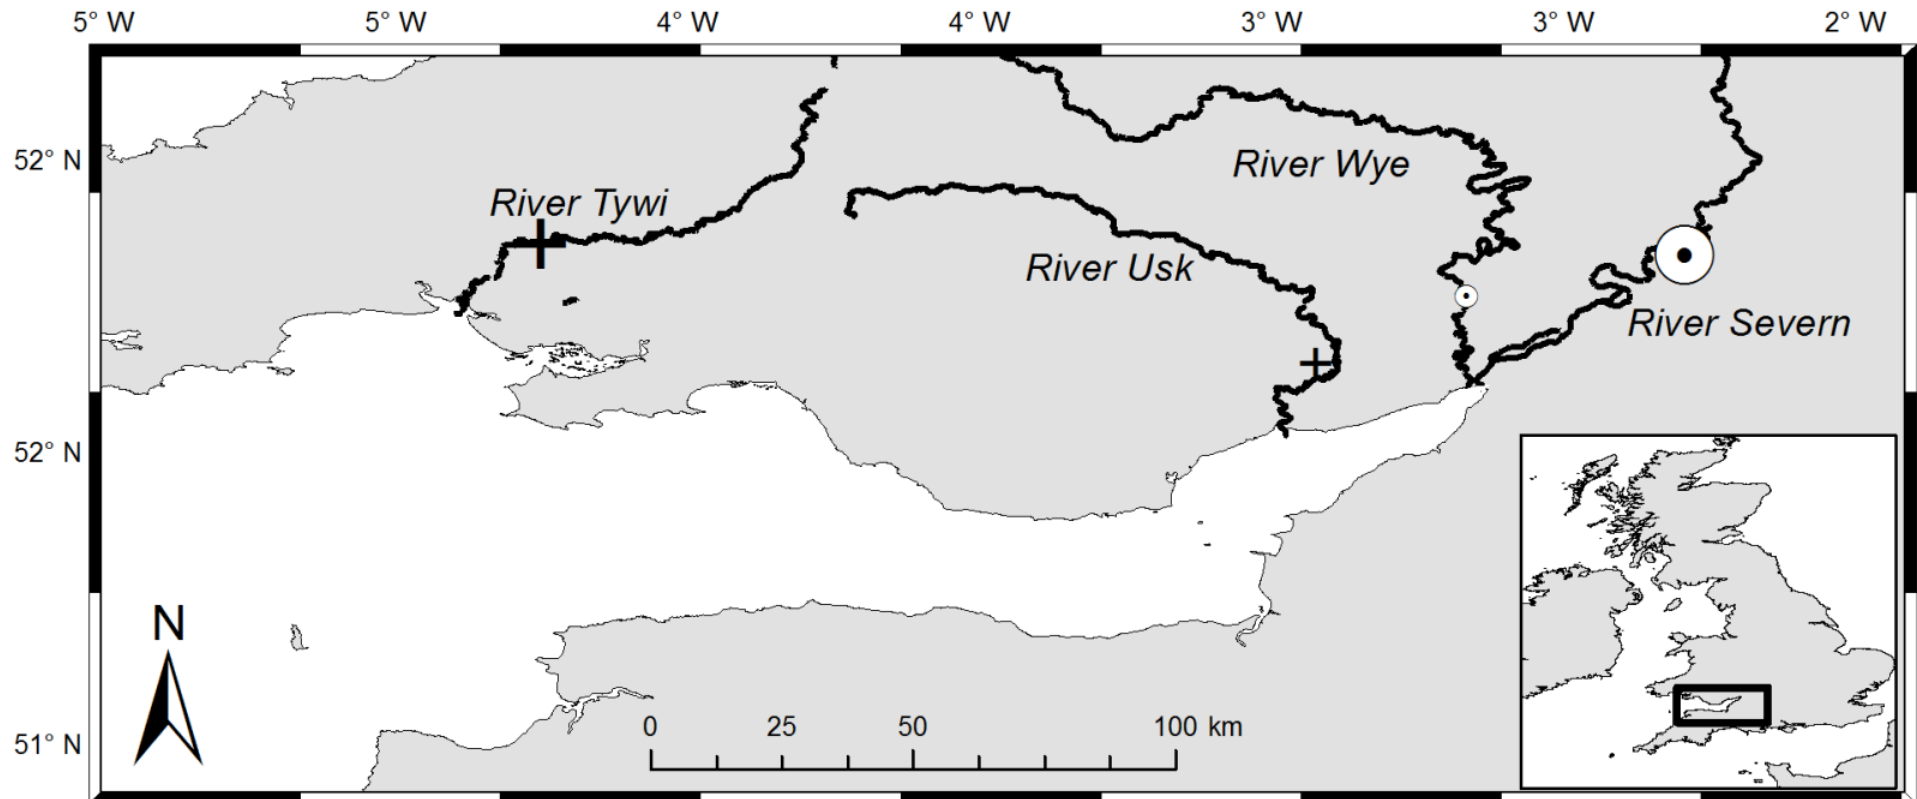 5° W 5° W 4° W 4° W 3° W 3° W 2° W
52° N
River Wye
River Tywi
River Usk
River Severn
52° N
N
51° N
0 25 50 100 km